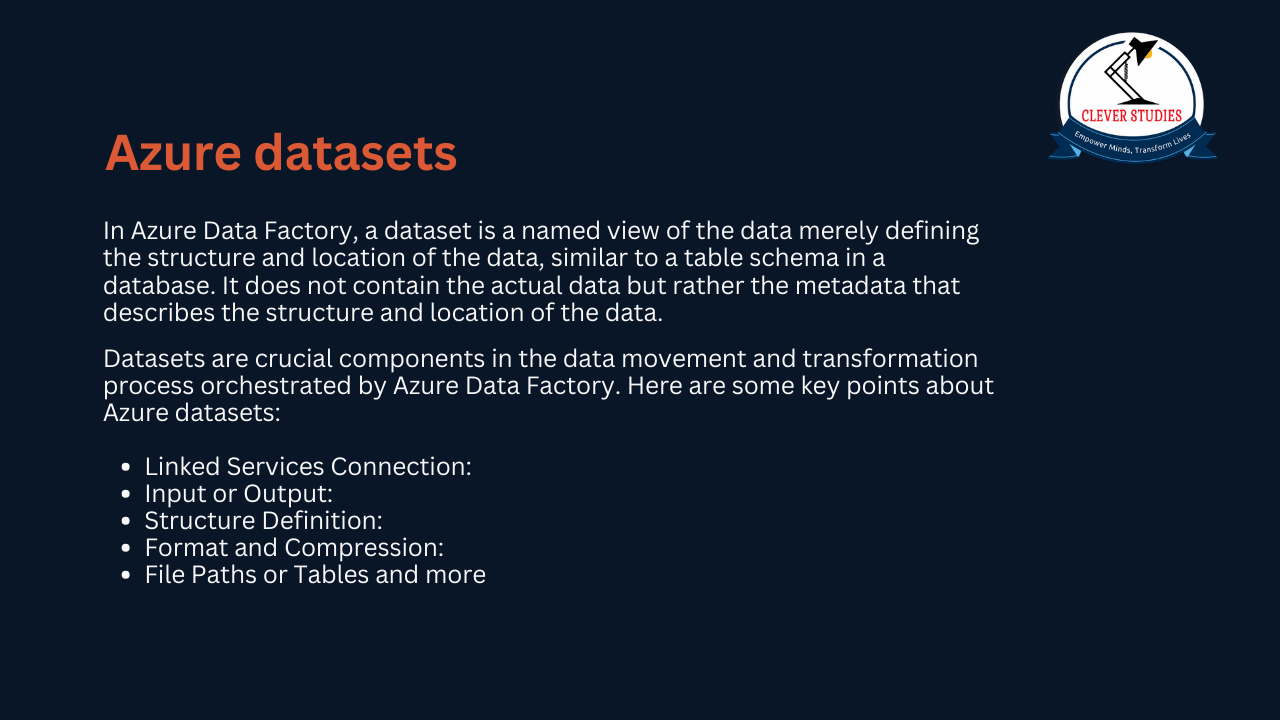 CLEVER STUDIES
Empower Minds, Transform Lives
Azure datasets
In Azure Data Factory, a dataset is a named view of the data merely defining
the structure and location of the data, similar to a table schema in a
database. It does not contain the actual data but rather the metadata that
describes the structure and location of the data.
Datasets are crucial components in the data movement and transformation
process orchestrated by Azure Data Factory. Here are some key points about
Azure datasets:
• Linked Services Connection:
• Input or Output:
• Structure Definition:
• Format and Compression:
• File Paths or Tables and more